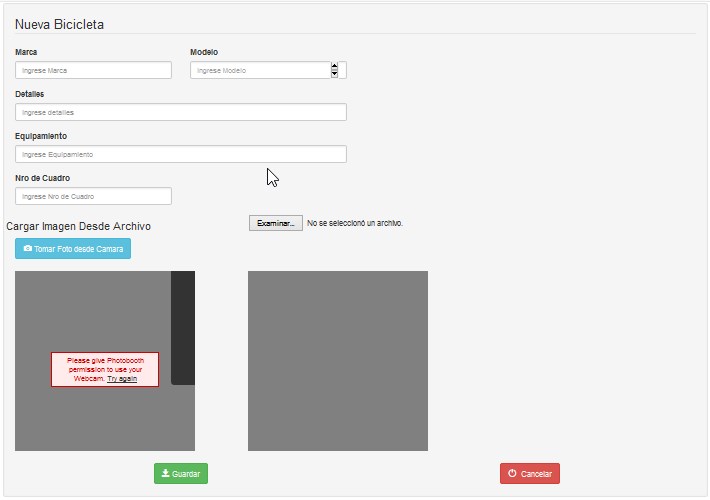 Nueva Bicicleta
Marca
Modelo
Ingrese Marca
Ingrese Modelo
Detalles
Ingrese detalles
Equipamiento
Ingrese Equipamiento
Nro de Cuadro
Ingrese Nro de Cuadro
Cargar Imagen Desde Archivo
Examinar... No se seleccionó un archivo.
Tomar Foto desde Camara
Please give Photobooth
permission to use your
Webcam. Try again
Guardar
Cancelar